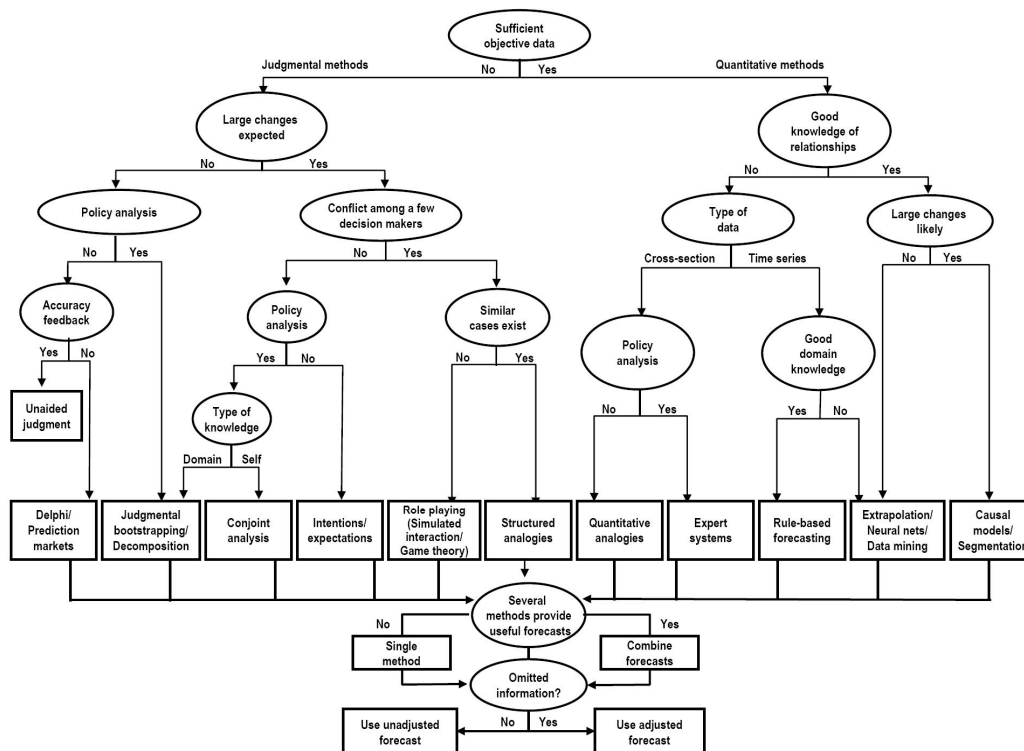 Sufficient
objective data
Judgmental methods
No
Yes
Quantitative methods
Large changes
expected
Good
knowledge of
relationships
No
Yes
No
Yes
Policy analysis
Conflict among a few
decision makers
Type of
data
Large changes
likely
No
Yes
No
Yes
Cross-section
Time series
No
Yes
Accuracy
feedback
Policy
analysis
Similar
cases exist
Policy
analysis
Good
domain
knowledge
Yes
No
Yes
No
No
Yes
Unaided
judgment
Type of
knowledge
No
Yes
Yes
No
Domain
Self
Delphi/
Prediction
markets
Judgmental
bootstrapping/
Decomposition
Conjoint
analysis
Intentions/
expectations
Role playing
(Simulated
interaction/
Game theory)
Structured
analogies
Quantitative
analogies
Expert
systems
Rule-based
forecasting
Extrapolation/
Neural nets/
Data mining
Causal
models/
Segmentation
Several
methods provide
useful forecasts
No
Yes
Single
method
Combine
forecasts
Omitted
information?
No
Yes
Use unadjusted
forecast
Use adjusted
forecast